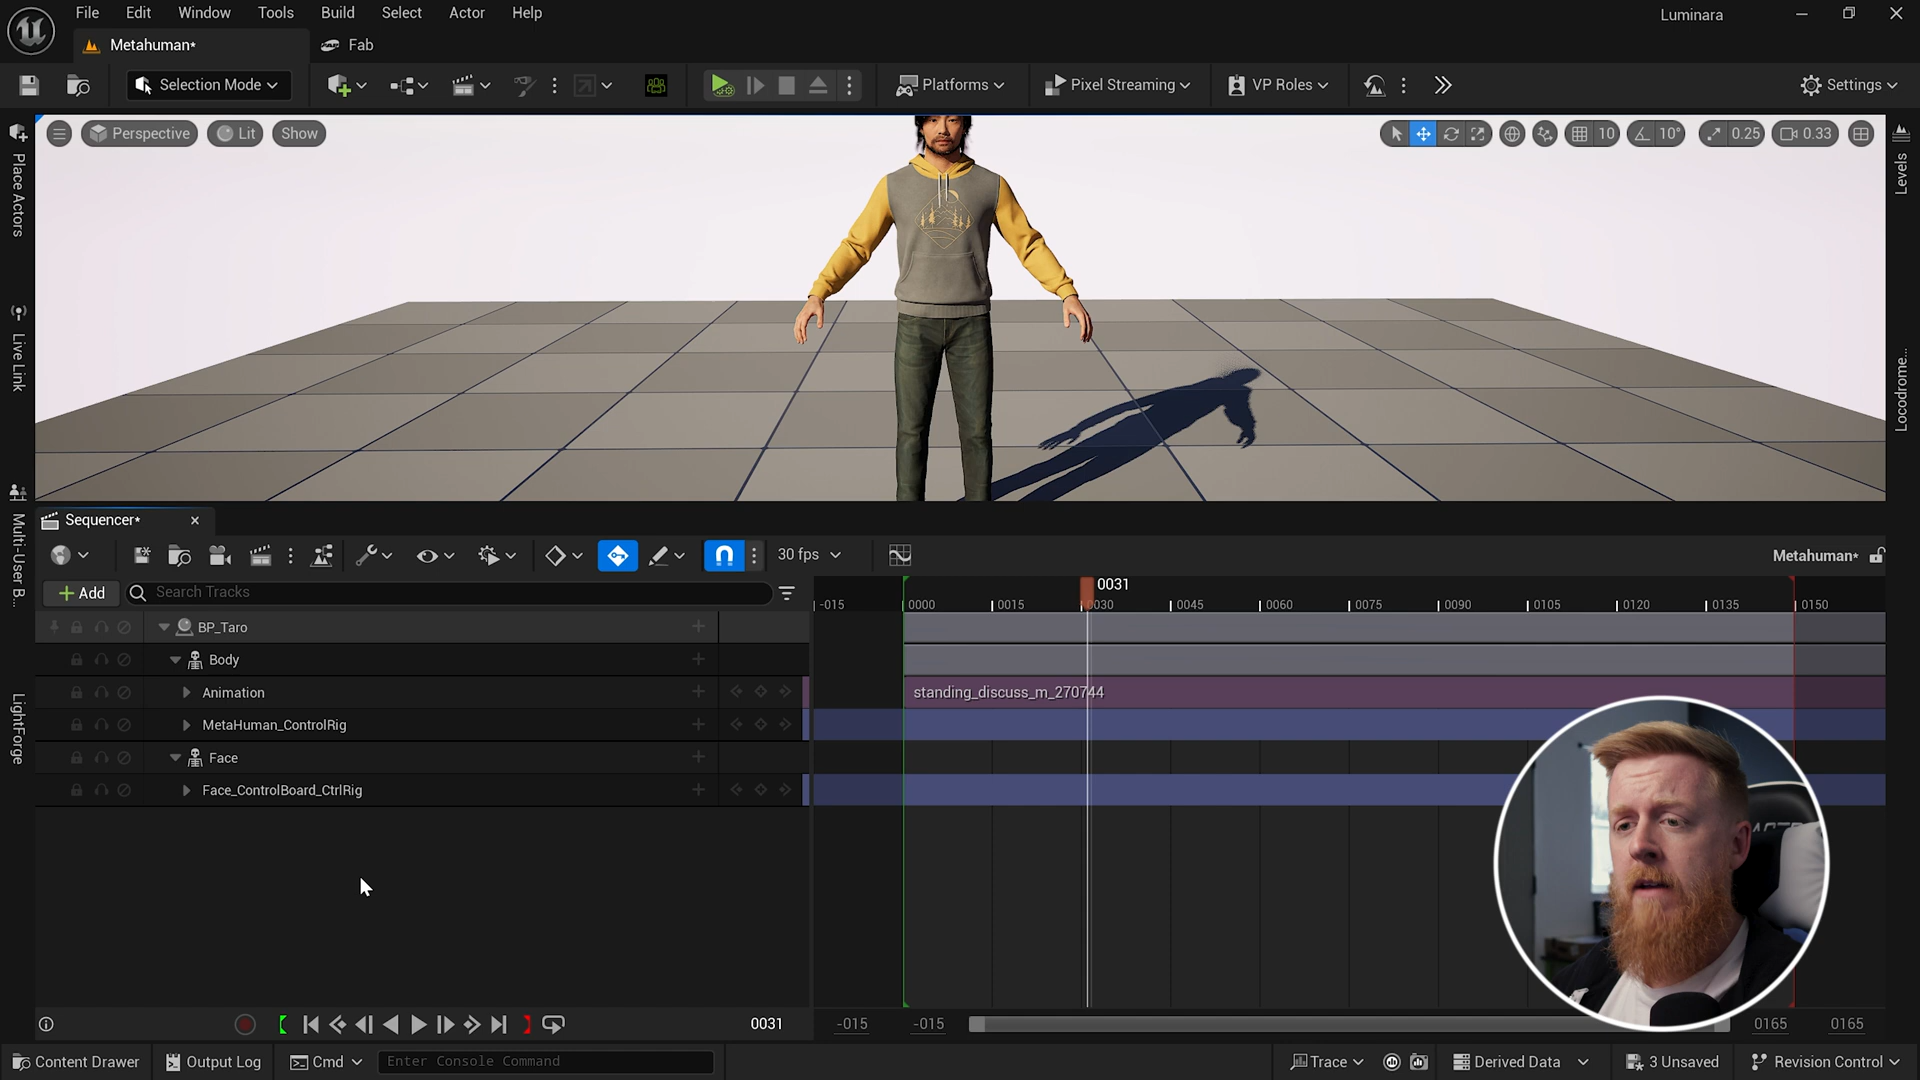 File Edit Window Tools Build Select Actor Help
Luminara
Metahuman*
Fab
Selection Mode
Platforms
Pixel Streaming
VP Roles
Settings
Perspective
Lit
Show
10
10°
0.25
0.33
Place Actors
Live Link
Multi-User B...
LightForge
Levels
Locodrome...
Sequencer*
30 fps
Metahuman*
Add
Search Tracks
0031
-015 0000 0015 0030 0045 0060 0075 0090 0105 0120 0135 0150
BP_Taro
Body
Animation
standing_discuss_m_270744
MetaHuman_ControlRig
Face
Face_ControlBoard_CtrlRig
0031
-015
-015
0165
0165
Content Drawer
Output Log
Cmd
Enter Console Command
Trace
Derived Data
3 Unsaved
Revision Control